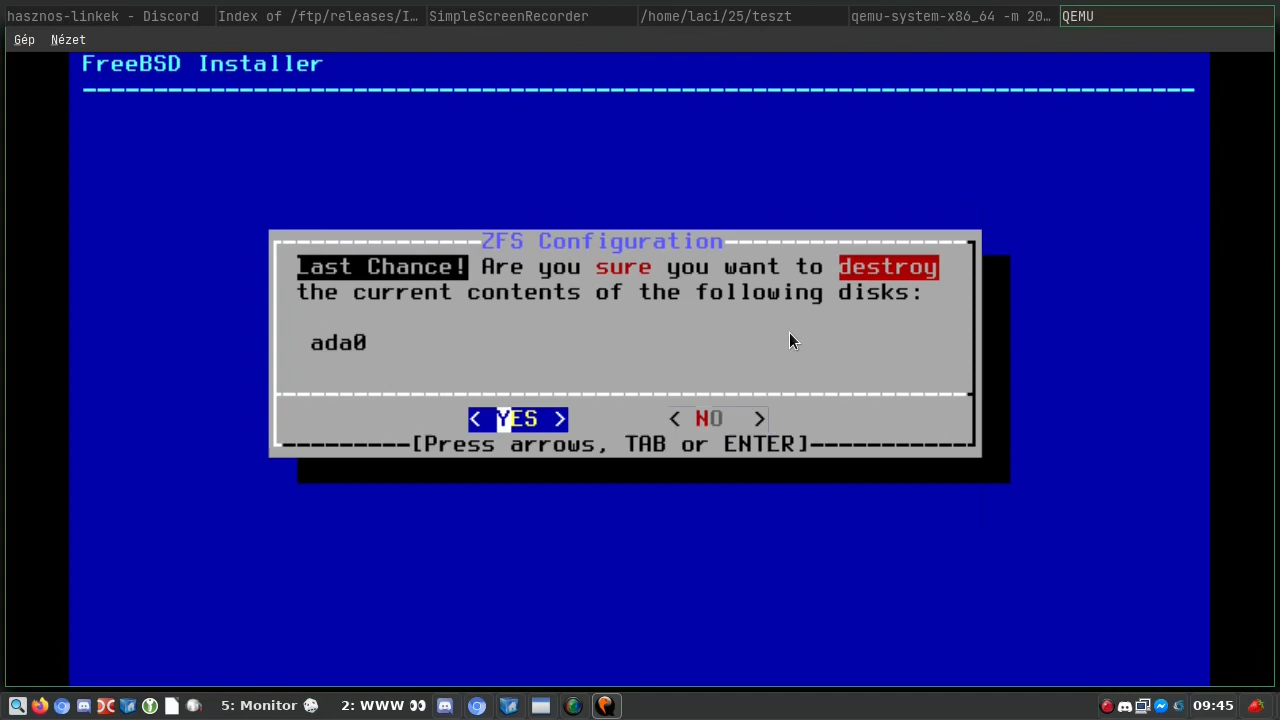 hasznos-linkek - Discord
Index of /ftp/releases/I...
SimpleScreenRecorder
/home/laci/25/teszt
qemu-system-x86_64 -m 20...
QEMU
Gép Nézet
FreeBSD Installer
ZFS Configuration
Last Chance! Are you sure you want to destroy
the current contents of the following disks:
ada0
< YES > < NO >
[Press arrows, TAB or ENTER]
5: Monitor 2: WWW 09:45